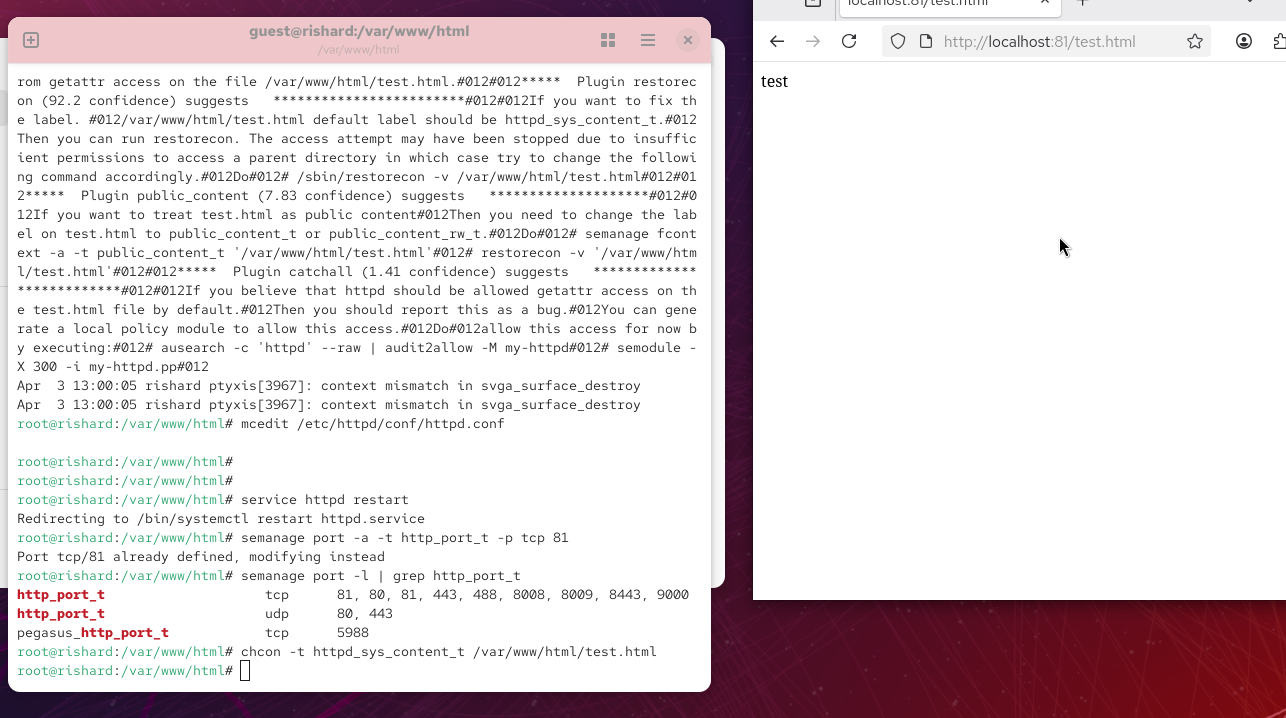 guest@rishard:/var/www/html
/var/www/html
rom getattr access on the file /var/www/html/test.html.#012#012***** Plugin restorec
on (92.2 confidence) suggests ************************#012#012If you want to fix th
e label. #012/var/www/html/test.html default label should be httpd_sys_content_t.#012
Then you can run restorecon. The access attempt may have been stopped due to insuffic
ient permissions to access a parent directory in which case try to change the followi
ng command accordingly.#012Do#012# /sbin/restorecon -v /var/www/html/test.html#012#01
2***** Plugin public_content (7.83 confidence) suggests ********************#012#0
12If you want to treat test.html as public content#012Then you need to change the lab
el on test.html to public_content_t or public_content_rw_t.#012Do#012# semanage fcont
ext -a -t public_content_t '/var/www/html/test.html'#012# restorecon -v '/var/www/htm
l/test.html'#012#012***** Plugin catchall (1.41 confidence) suggests *************
*************#012#012If you believe that httpd should be allowed getattr access on th
e test.html file by default.#012Then you should report this as a bug.#012You can gene
rate a local policy module to allow this access.#012Do#012allow this access for now b
y executing:#012# ausearch -c 'httpd' --raw | audit2allow -M my-httpd#012# semodule -
X 300 -i my-httpd.pp#012
Apr  3 13:00:05 rishard ptyxis[3967]: context mismatch in svga_surface_destroy
Apr  3 13:00:05 rishard ptyxis[3967]: context mismatch in svga_surface_destroy
root@rishard:/var/www/html# mcedit /etc/httpd/conf/httpd.conf
root@rishard:/var/www/html#
root@rishard:/var/www/html#
root@rishard:/var/www/html# service httpd restart
Redirecting to /bin/systemctl restart httpd.service
root@rishard:/var/www/html# semanage port -a -t http_port_t -p tcp 81
Port tcp/81 already defined, modifying instead
root@rishard:/var/www/html# semanage port -l | grep http_port_t
http_port_t tcp 81, 80, 81, 443, 488, 8008, 8009, 8443, 9000
http_port_t udp 80, 443
pegasus_http_port_t tcp 5988
root@rishard:/var/www/html# chcon -t httpd_sys_content_t /var/www/html/test.html
root@rishard:/var/www/html#
localhost:81/test.html
http://localhost:81/test.html
test